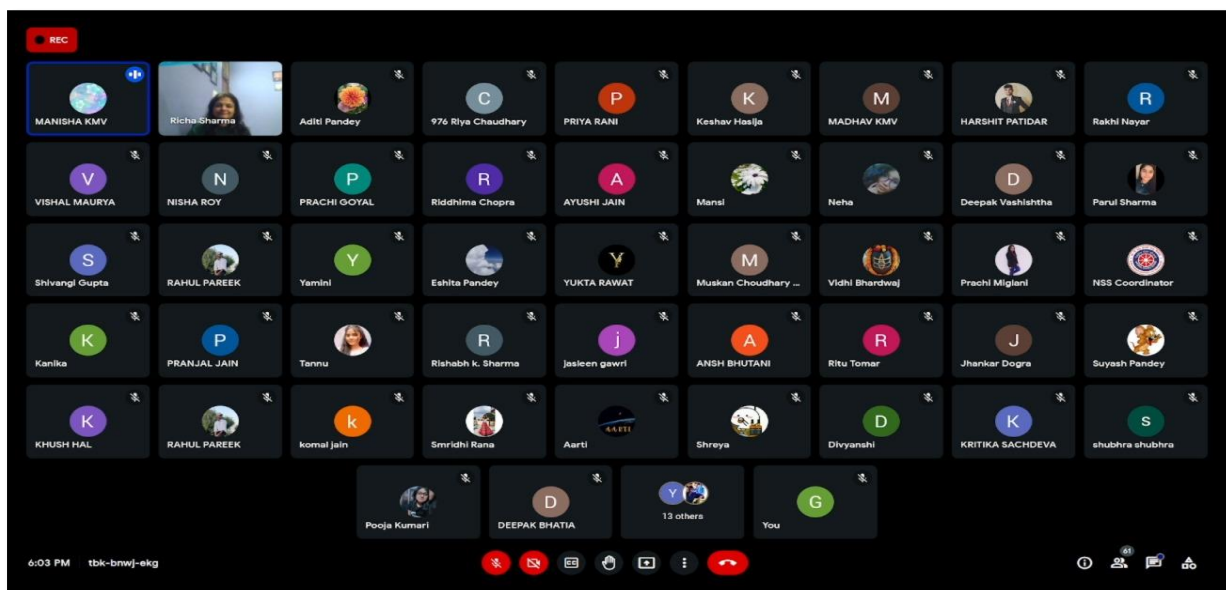 REC
MANISHA KMV
Richa Sharma
Aditi Pandey
C
976 Riya Chaudhary
P
PRIYA RANI
K
Keshav Hasija
M
MADHAV KMV
HARSHIT PATIDAR
R
Rakhi Nayar
V
VISHAL MAURYA
N
NISHA ROY
P
PRACHI GOYAL
R
Riddhima Chopra
A
AYUSHI JAIN
Mansi
Neha
D
Deepak Vashishtha
Parul Sharma
S
Shivangi Gupta
RAHUL PAREEK
Y
Yamini
Eshita Pandey
YUKTA RAWAT
M
Muskan Choudhary ...
Vidhi Bhardwaj
Prachi Miglani
NSS Coordinator
K
Kanika
P
PRANJAL JAIN
Tannu
R
Rishabh k. Sharma
j
jasleen gawri
A
ANSH BHUTANI
R
Ritu Tomar
J
Jhankar Dogra
Suyash Pandey
K
KHUSH HAL
RAHUL PAREEK
k
komal jain
Smridhi Rana
AARTI
Aarti
Shreya
D
Divyanshi
K
KRITIKA SACHDEVA
s
shubhra shubhra
Pooja Kumari
D
DEEPAK BHATIA
Y
13 others
G
You
6:03 PM tbk-bnwj-ekg
CC
61